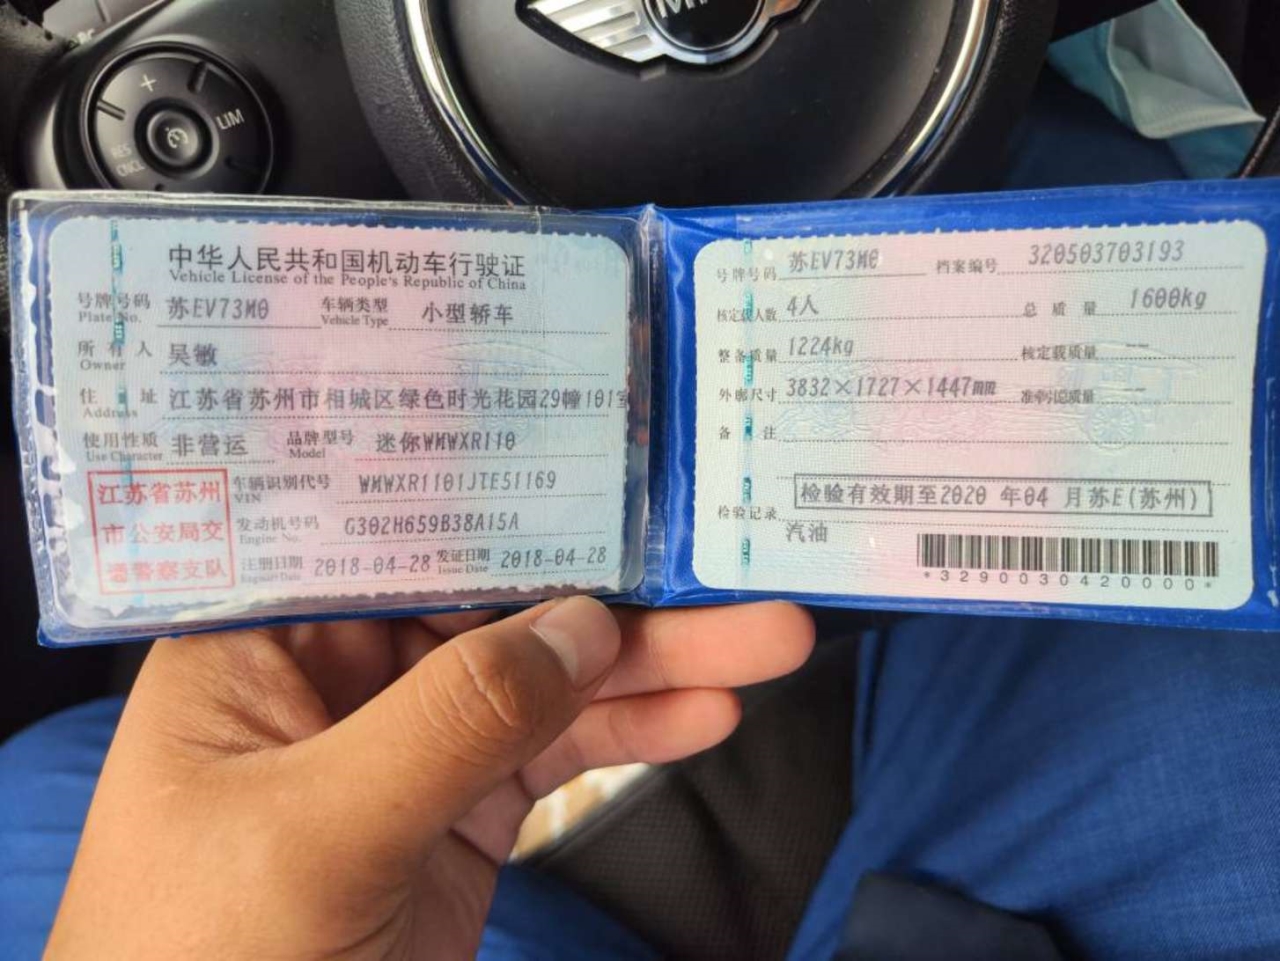 LIM
RES
CNCL
中华人民共和国机动车行驶证
Vehicle License of the People's Republic of China
号牌号码 苏EV73M0 车辆类型 小型轿车
Plate No. Vehicle Type
所有人 吴敏
Owner
住址 江苏省苏州市相城区绿色时光花园29幢101室
Address
使用性质 非营运 品牌型号 迷你WMWXR110
Use Character Model
江苏省苏州
市公安局交
通警察支队
车辆识别代号 WMWXR1101JTE51169
VIN
发动机号码 G302H659B38A15A
Engine No.
注册日期 2018-04-28 发证日期 2018-04-28
Register Date Issue Date
号牌号码 苏EV73M0 档案编号 320503703193
核定载人数 4人 总质量 1600kg
整备质量 1224kg 核定载质量 --
外廓尺寸 3832×1727×1447mm 准牵引总质量 --
备注
检验有效期至2020 年04 月苏E(苏州)
检验记录
汽油
*3290030420000*